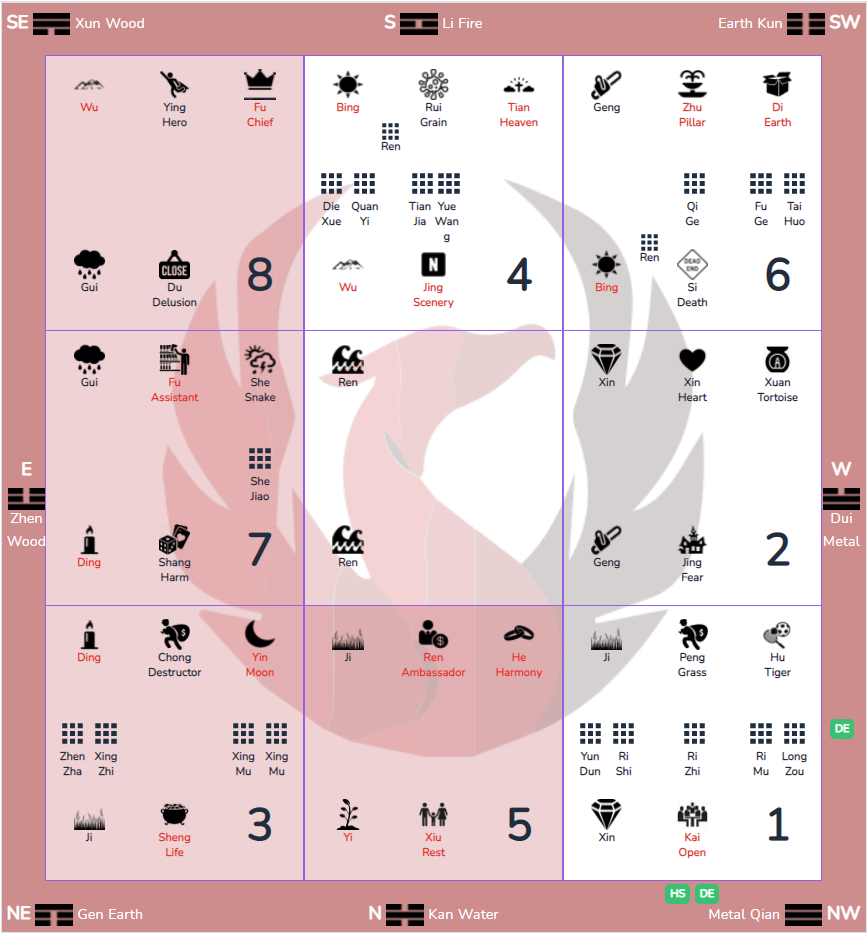 SE Xun Wood S Li Fire Earth Kun SW
Wu Ying Fu Bing Rui Tian Geng Zhu Di
Hero Chief Grain Heaven Pillar Earth
Ren
Die Quan Tian Yue Qi Fu Tai
Xue Yi Jia Wan Ge Ge Huo
g
Ren
CLOSE N DEAD END
8 4 6
Gui Du Wu Jing Bing Si
Delusion Scenery Death
Gui Fu She Ren Xin Xin Xuan
Assistant Snake Heart Tortoise
A
She
Jiao
E W
Zhen Dui
Wood Metal
7 2
Ding Shang Ren Geng Jing
Harm Fear
Ding Chong Yin Ji Ren He Ji Peng Hu
Destructor Moon Ambassador Harmony Grass Tiger
DE
Zhen Xing Xing Xing Yun Ri Ri Ri Long
Zha Zhi Mu Mu Dun Shi Zhi Mu Zou
3 5 1
Ji Sheng Yi Xiu Xin Kai
Life Rest Open
HS DE
NE Gen Earth N Kan Water Metal Qian NW